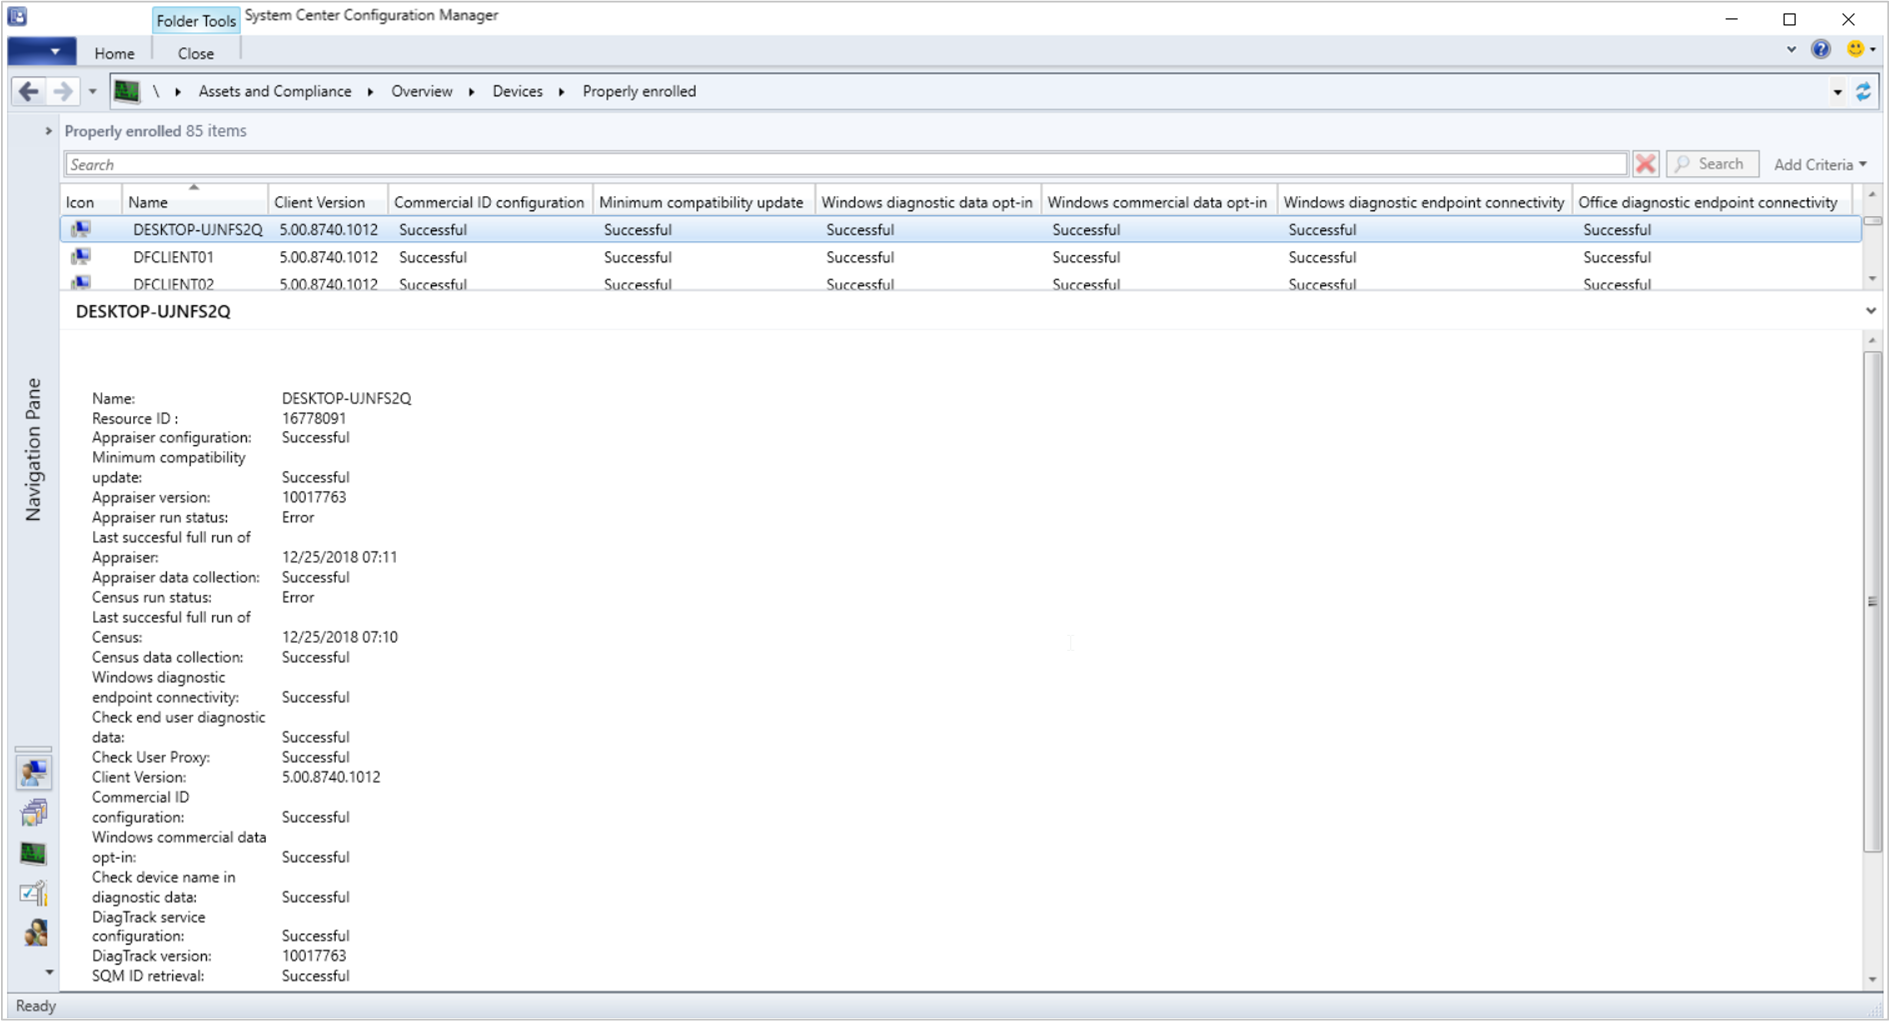 Folder Tools System Center Configuration Manager
Home Close
\ Assets and Compliance Overview Devices Properly enrolled
Properly enrolled 85 items
Search Search Add Criteria
Icon Name Client Version Commercial ID configuration Minimum compatibility update Windows diagnostic data opt-in Windows commercial data opt-in Windows diagnostic endpoint connectivity Office diagnostic endpoint connectivity
DESKTOP-UJNFS2Q 5.00.8740.1012 Successful Successful Successful Successful Successful Successful
DFCLIENT01 5.00.8740.1012 Successful Successful Successful Successful Successful Successful
DFCLIENT02 5.00.8740.1012 Successful Successful Successful Successful Successful Successful
DESKTOP-UJNFS2Q
Name: DESKTOP-UJNFS2Q
Resource ID : 16778091
Appraiser configuration: Successful
Minimum compatibility
update: Successful
Appraiser version: 10017763
Appraiser run status: Error
Last succesful full run of
Appraiser: 12/25/2018 07:11
Appraiser data collection: Successful
Census run status: Error
Last succesful full run of
Census: 12/25/2018 07:10
Census data collection: Successful
Windows diagnostic
endpoint connectivity: Successful
Check end user diagnostic
data: Successful
Check User Proxy: Successful
Client Version: 5.00.8740.1012
Commercial ID
configuration: Successful
Windows commercial data
opt-in: Successful
Check device name in
diagnostic data: Successful
DiagTrack service
configuration: Successful
DiagTrack version: 10017763
SQM ID retrieval: Successful
Navigation Pane
Ready